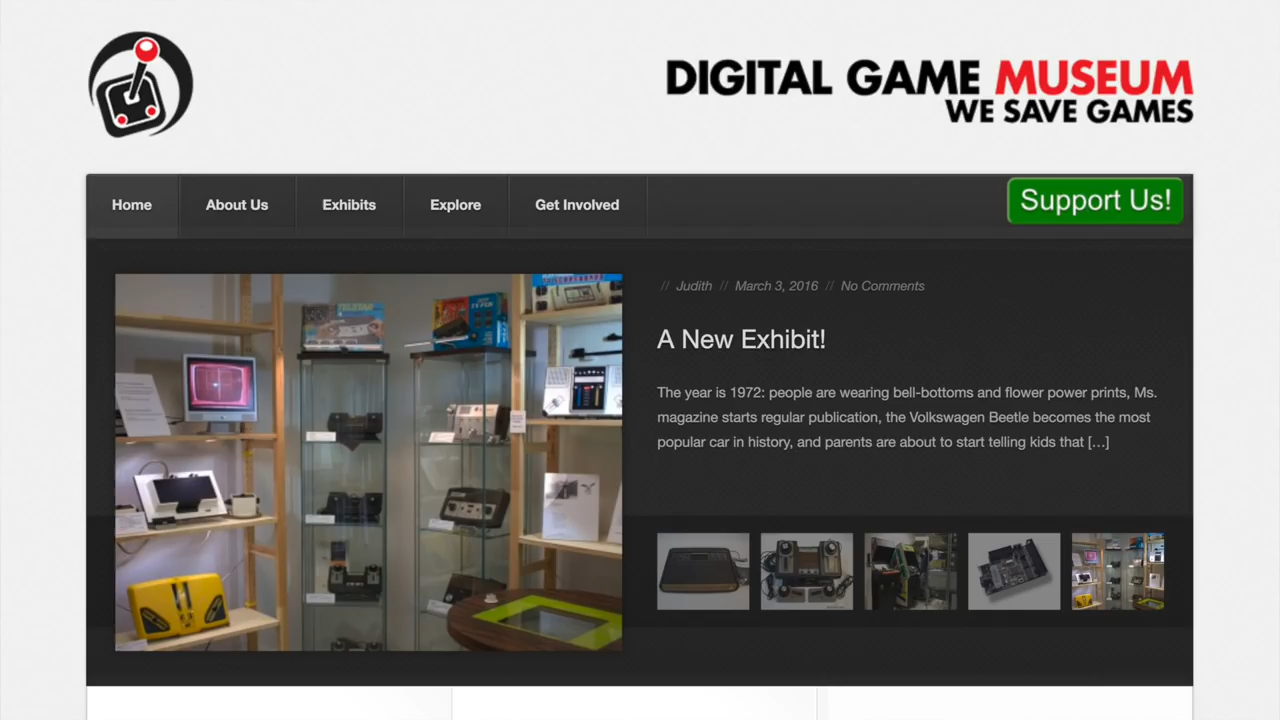 DIGITAL GAME MUSEUM
WE SAVE GAMES
Home
About Us
Exhibits
Explore
Get Involved
Support Us!
// Judith // March 3, 2016 // No Comments
A New Exhibit!
The year is 1972: people are wearing bell-bottoms and flower power prints, Ms.
magazine starts regular publication, the Volkswagen Beetle becomes the most
popular car in history, and parents are about to start telling kids that [...]
TELSTAR